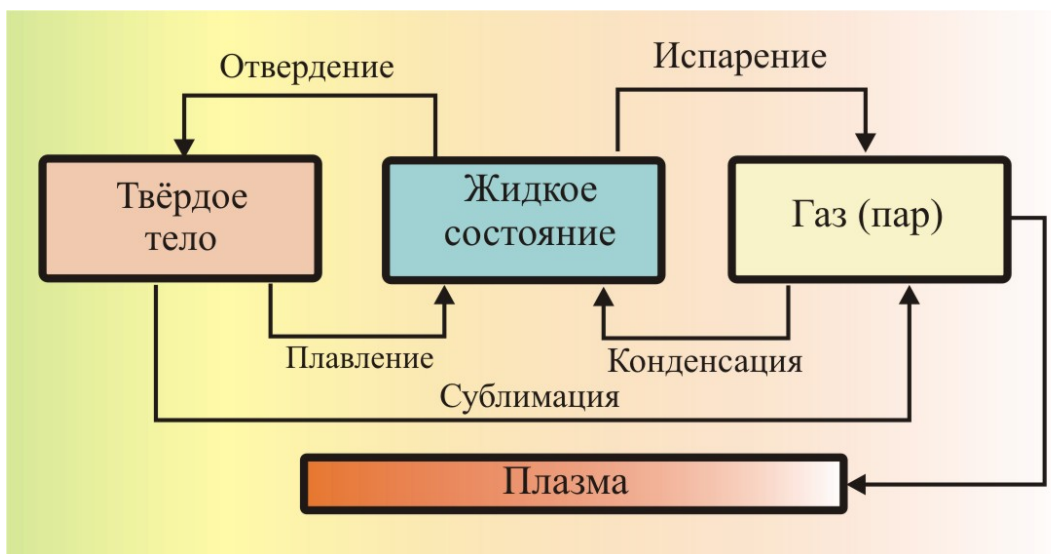 Отвердение
Испарение
Твёрдое
тело
Жидкое
состояние
Газ (пар)
Плавление
Конденсация
Сублимация
Плазма